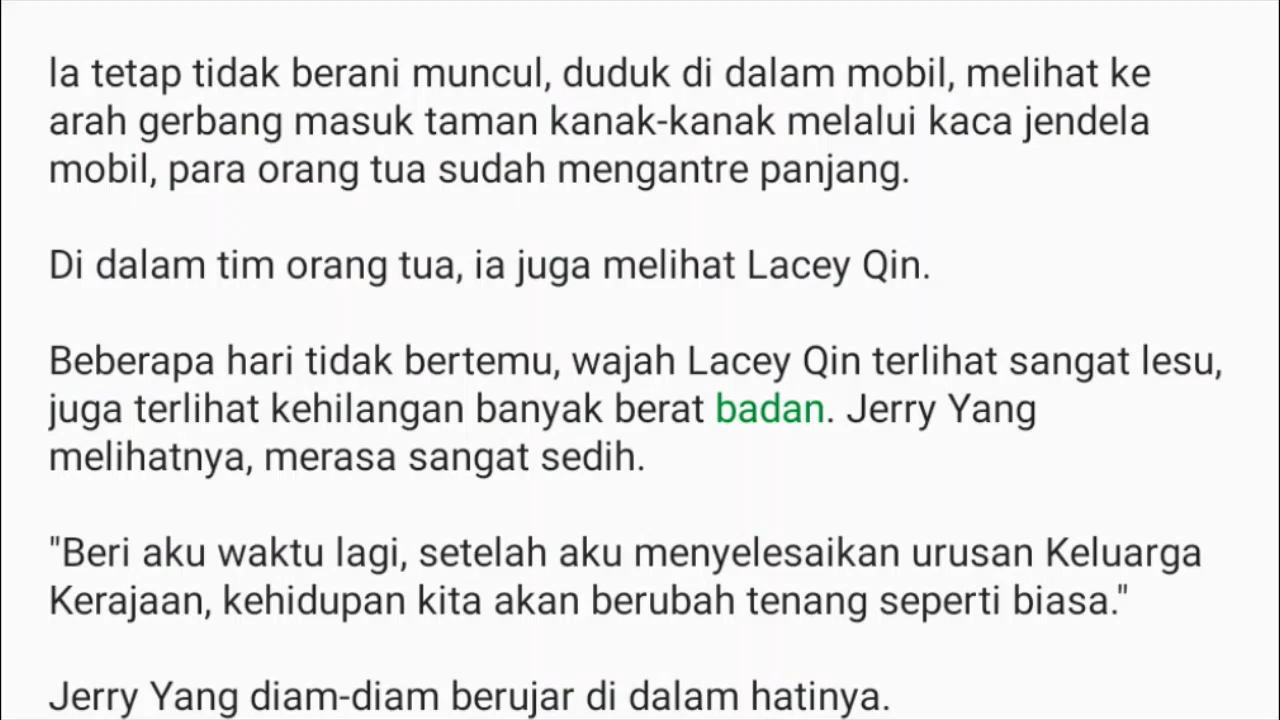 Ia tetap tidak berani muncul, duduk di dalam mobil, melihat ke
arah gerbang masuk taman kanak-kanak melalui kaca jendela
mobil, para orang tua sudah mengantre panjang.
Di dalam tim orang tua, ia juga melihat Lacey Qin.
Beberapa hari tidak bertemu, wajah Lacey Qin terlihat sangat lesu,
juga terlihat kehilangan banyak berat badan. Jerry Yang
melihatnya, merasa sangat sedih.
"Beri aku waktu lagi, setelah aku menyelesaikan urusan Keluarga
Kerajaan, kehidupan kita akan berubah tenang seperti biasa."
Jerry Yang diam-diam berujar di dalam hatinya.